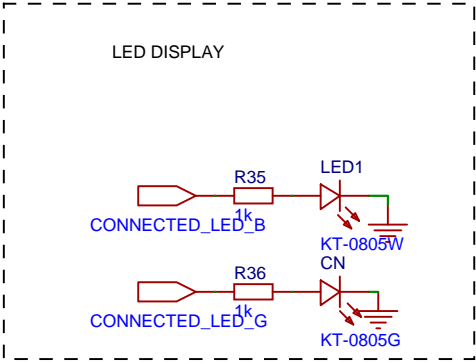 LED DISPLAY
LED1
R35
1k
CONNECTED_LED_B
KT-0805W
CN
R36
1k
CONNECTED_LED_G
KT-0805G